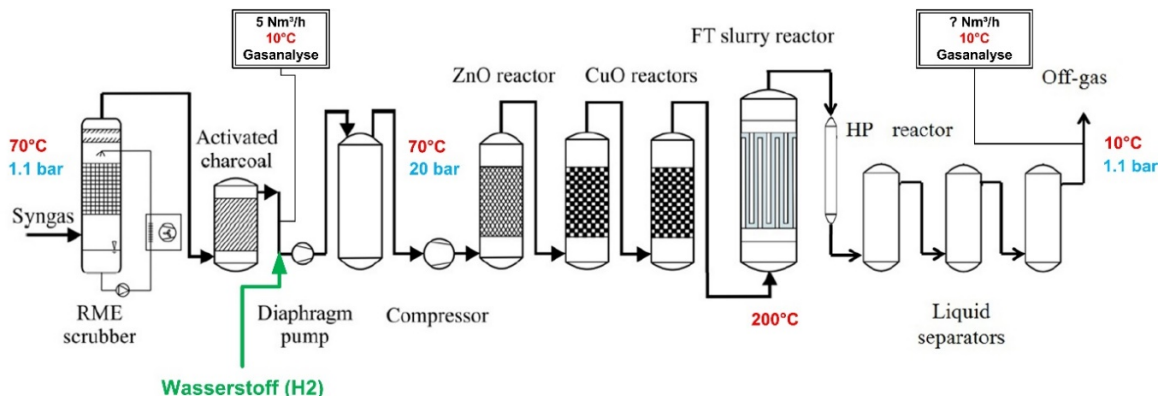 5 Nm³/h
10°C
Gasanalyse
? Nm³/h
10°C
Gasanalyse
FT slurry reactor
Off-gas
ZnO reactor
CuO reactors
Activated
charcoal
HP reactor
70°C
1.1 bar
70°C
20 bar
10°C
1.1 bar
Syngas
RME
scrubber
Diaphragm
pump
Compressor
200°C
Liquid
separators
Wasserstoff (H2)